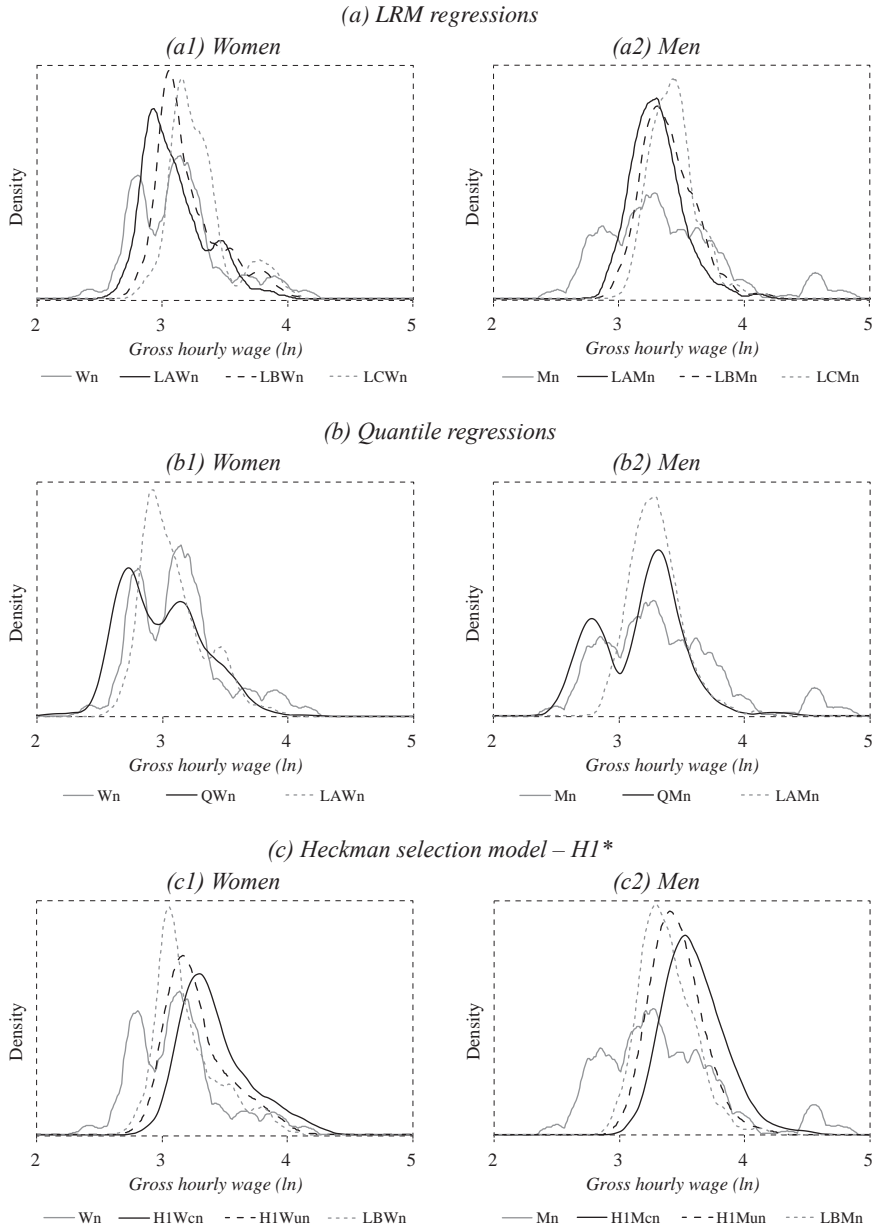 (a) LRM regressions
(a1) Women
(a2) Men
Density
2 3 4 5
Gross hourly wage (ln)
Wn LAWn LBWn LCWn
Density
2 3 4 5
Gross hourly wage (ln)
Mn LAMn LBMn LCMn
(b) Quantile regressions
(b1) Women
(b2) Men
Density
2 3 4 5
Gross hourly wage (ln)
Wn QWn LAWn
Density
2 3 4 5
Gross hourly wage (ln)
Mn QMn LAMn
(c) Heckman selection model – H1*
(c1) Women
(c2) Men
Density
2 3 4 5
Gross hourly wage (ln)
Wn H1Wcn H1Wun LBWn
Density
2 3 4 5
Gross hourly wage (ln)
Mn H1Mcn H1Mun LBMn